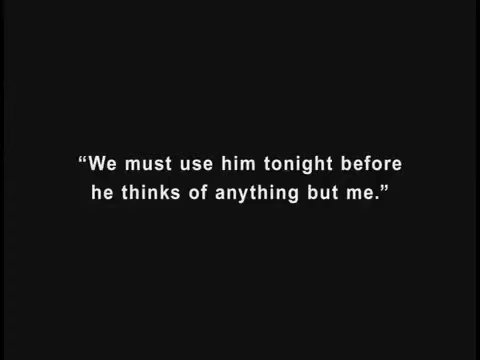 “We must use him tonight before
he thinks of anything but me.”